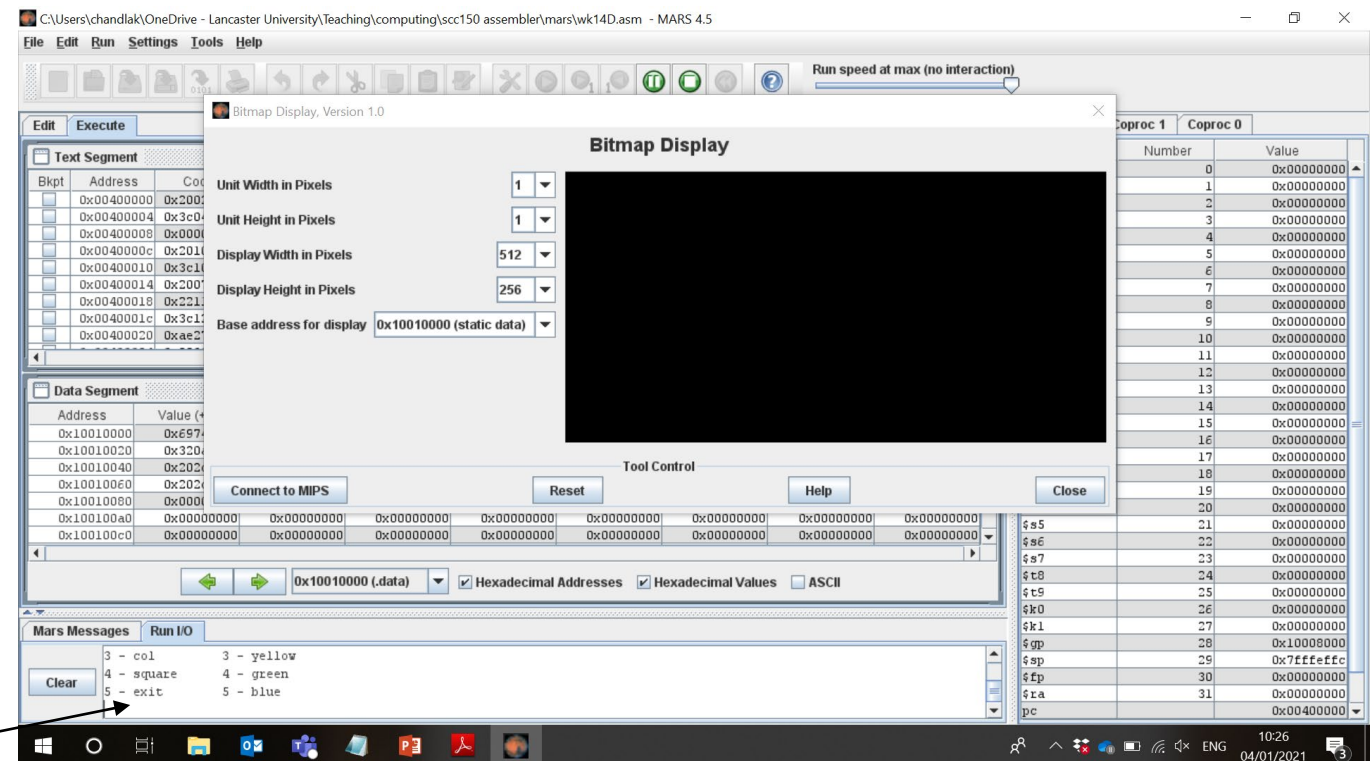 C:\Users\chandlak\OneDrive - Lancaster University\Teaching\computing\scc150 assembler\mars\wk14D.asm - MARS 4.5
File Edit Run Settings Tools Help
Run speed at max (no interaction)
Bitmap Display, Version 1.0
Edit Execute
Coproc 1 Coproc 0
Bitmap Display
Text Segment
Number Value
Bkpt Address
Unit Width in Pixels 1
Unit Height in Pixels 1
Display Width in Pixels 512
Display Height in Pixels 256
Base address for display 0x10010000 (static data)
0x00400000
0x00400004
0x00400008
0x0040000c
0x00400010
0x00400014
0x00400018
0x0040001c
0x00400020
0 0x00000000
1 0x00000000
2 0x00000000
3 0x00000000
4 0x00000000
5 0x00000000
6 0x00000000
7 0x00000000
8 0x00000000
9 0x00000000
10 0x00000000
11 0x00000000
12 0x00000000
13 0x00000000
14 0x00000000
15 0x00000000
16 0x00000000
17 0x00000000
18 0x00000000
19 0x00000000
20 0x00000000
$s5 21 0x00000000
$s6 22 0x00000000
$s7 23 0x00000000
$t8 24 0x00000000
$t9 25 0x00000000
$k0 26 0x00000000
$k1 27 0x00000000
$gp 28 0x10008000
$sp 29 0x7fffeffc
$fp 30 0x00000000
$ra 31 0x00000000
pc 0x00400000
Data Segment
Address Value
0x10010000
0x10010020
0x10010040
0x10010060
0x10010080
0x100100a0 0x00000000 0x00000000 0x00000000 0x00000000 0x00000000 0x00000000 0x00000000 0x00000000
0x100100c0 0x00000000 0x00000000 0x00000000 0x00000000 0x00000000 0x00000000 0x00000000 0x00000000
Tool Control
Connect to MIPS Reset Help Close
0x10010000 (.data) Hexadecimal Addresses Hexadecimal Values ASCII
Mars Messages Run I/O
Clear
3 - col 3 - yellow
4 - square 4 - green
5 - exit 5 - blue
ENG
10:26
04/01/2021
3